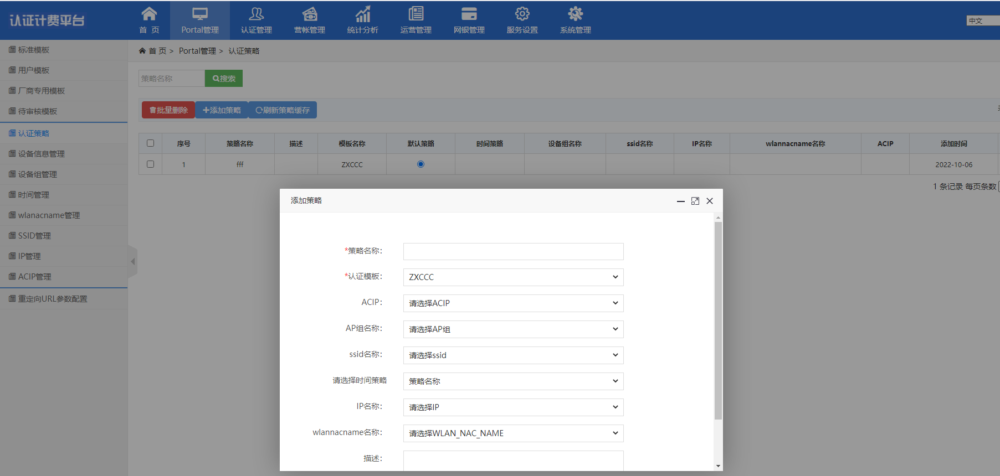 认证计费平台
首 页
Portal管理
认证管理
营帐管理
统计分析
运营管理
网银管理
服务设置
系统管理
中文
标准模板
用户模板
厂商专用模板
待审核模板
认证策略
设备信息管理
设备组管理
时间管理
wlanacname管理
SSID管理
IP管理
ACIP管理
重定向URL参数配置
首 页 > Portal管理 > 认证策略
策略名称 搜索
批量删除 添加策略 刷新策略缓存
序号 策略名称 描述 模板名称 默认策略 时间策略 设备组名称 ssid名称 IP名称 wlannacname名称 ACIP 添加时间
1 fff ZXCCC 2022-10-06
1 条记录 每页条数
添加策略
*策略名称：
*认证模板： ZXCCC
ACIP： 请选择ACIP
AP组名称： 请选择AP组
ssid名称： 请选择ssid
请选择时间策略 策略名称
IP名称： 请选择IP
wlannacname名称： 请选择WLAN_NAC_NAME
描述：